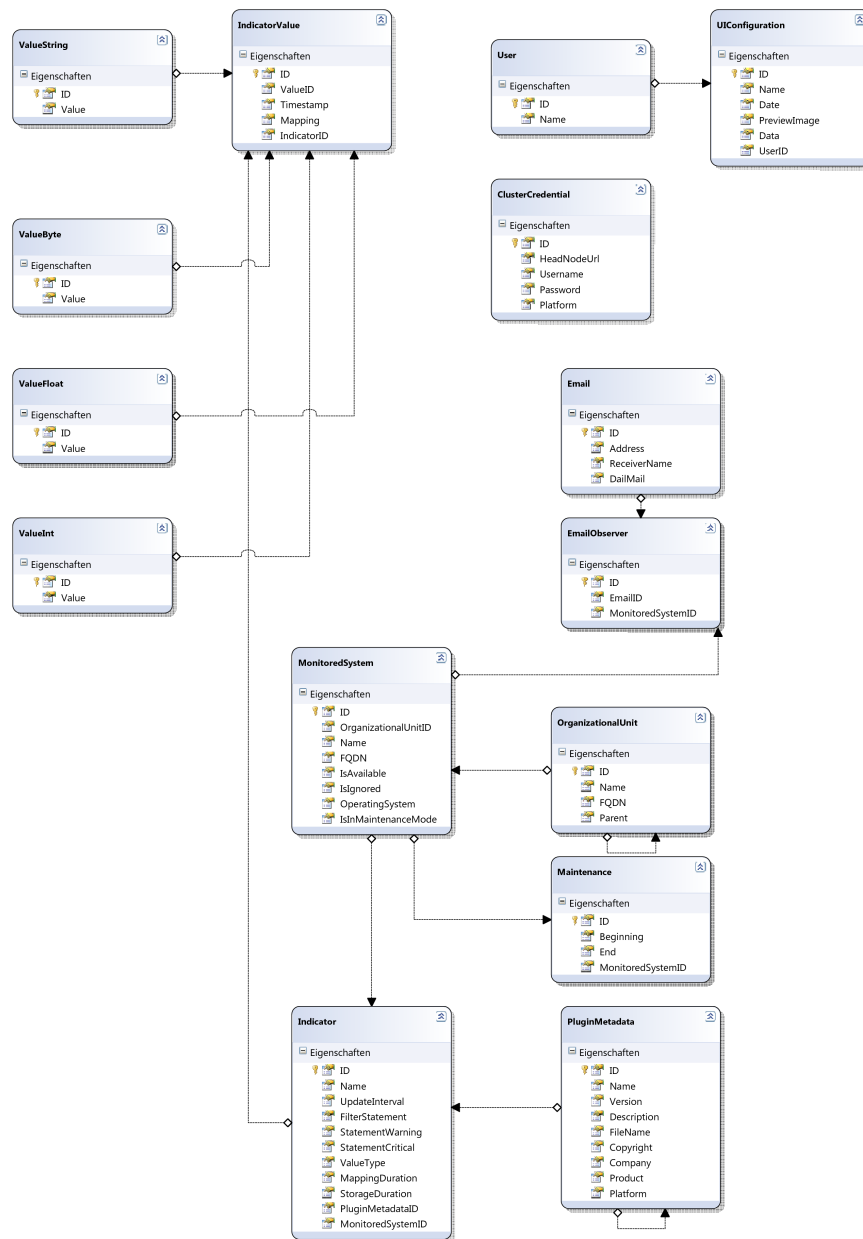 ValueString
Eigenschaften
ID
Value
IndicatorValue
Eigenschaften
ID
ValueID
Timestamp
Mapping
IndicatorID
User
Eigenschaften
ID
Name
UIConfiguration
Eigenschaften
ID
Name
Date
PreviewImage
Data
UserID
ClusterCredential
Eigenschaften
ID
HeadNodeUrl
Username
Password
Platform
ValueByte
Eigenschaften
ID
Value
ValueFloat
Eigenschaften
ID
Value
Email
Eigenschaften
ID
Address
ReceiverName
DailMail
ValueInt
Eigenschaften
ID
Value
EmailObserver
Eigenschaften
ID
EmailID
MonitoredSystemID
MonitoredSystem
Eigenschaften
ID
OrganizationalUnitID
Name
FQDN
IsAvailable
IsIgnored
OperatingSystem
IsInMaintenanceMode
OrganizationalUnit
Eigenschaften
ID
Name
FQDN
Parent
Maintenance
Eigenschaften
ID
Beginning
End
MonitoredSystemID
Indicator
Eigenschaften
ID
Name
UpdateInterval
FilterStatement
StatementWarning
StatementCritical
ValueType
MappingDuration
StorageDuration
PluginMetadataID
MonitoredSystemID
PluginMetadata
Eigenschaften
ID
Name
Version
Description
FileName
Copyright
Company
Product
Platform